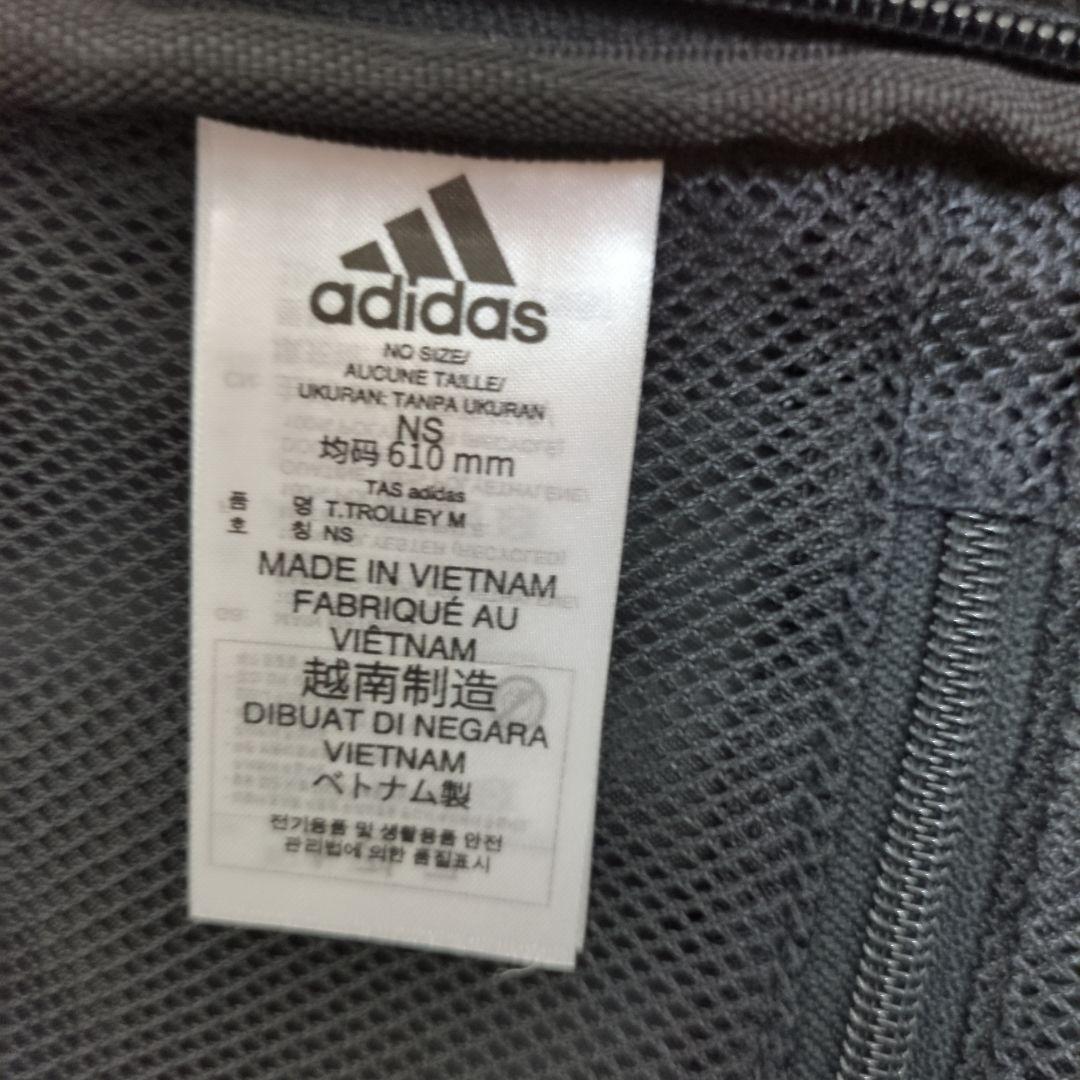 adidas
NO SIZE/
AUCUNE TAILLE/
UKURAN: TANPA UKURAN
NS
均码 610 mm
TAS adidas
품 명 T.TROLLEY M
호 칭 NS
MADE IN VIETNAM
FABRIQUÉ AU
VIÊTNAM
越南制造
DIBUAT DI NEGARA
VIETNAM
ベトナム製
전기용품 및 생활용품 안전
관리법에 의한 품질표시